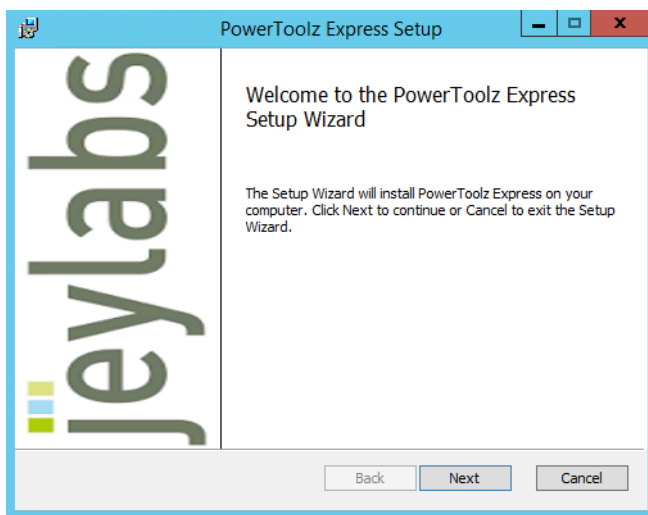 PowerToolz Express Setup
jeylabs
Welcome to the PowerToolz Express
Setup Wizard
The Setup Wizard will install PowerToolz Express on your
computer. Click Next to continue or Cancel to exit the Setup
Wizard.
Back
Next
Cancel